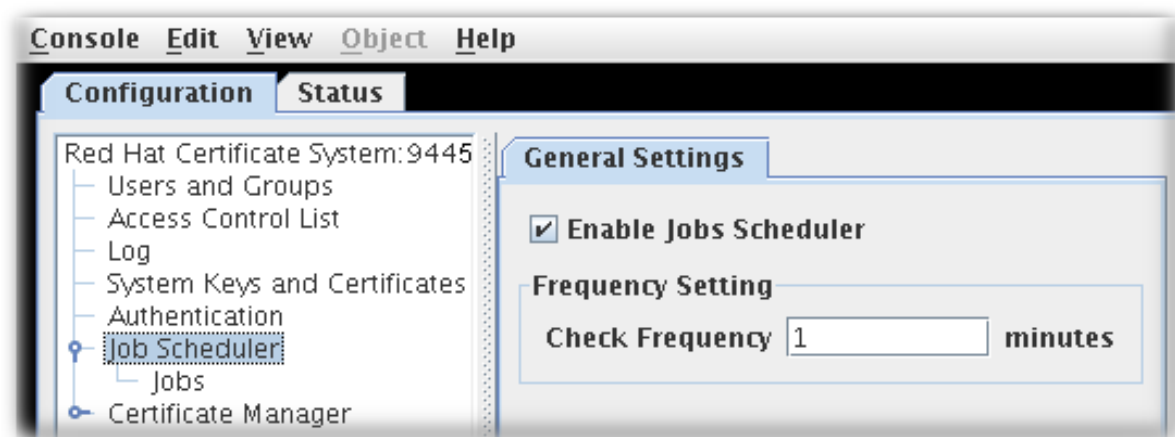 Console Edit View Object Help
Configuration Status
Red Hat Certificate System:9445
Users and Groups
Access Control List
Log
System Keys and Certificates
Authentication
Job Scheduler
Jobs
Certificate Manager
General Settings
Enable Jobs Scheduler
Frequency Setting
Check Frequency 1 minutes